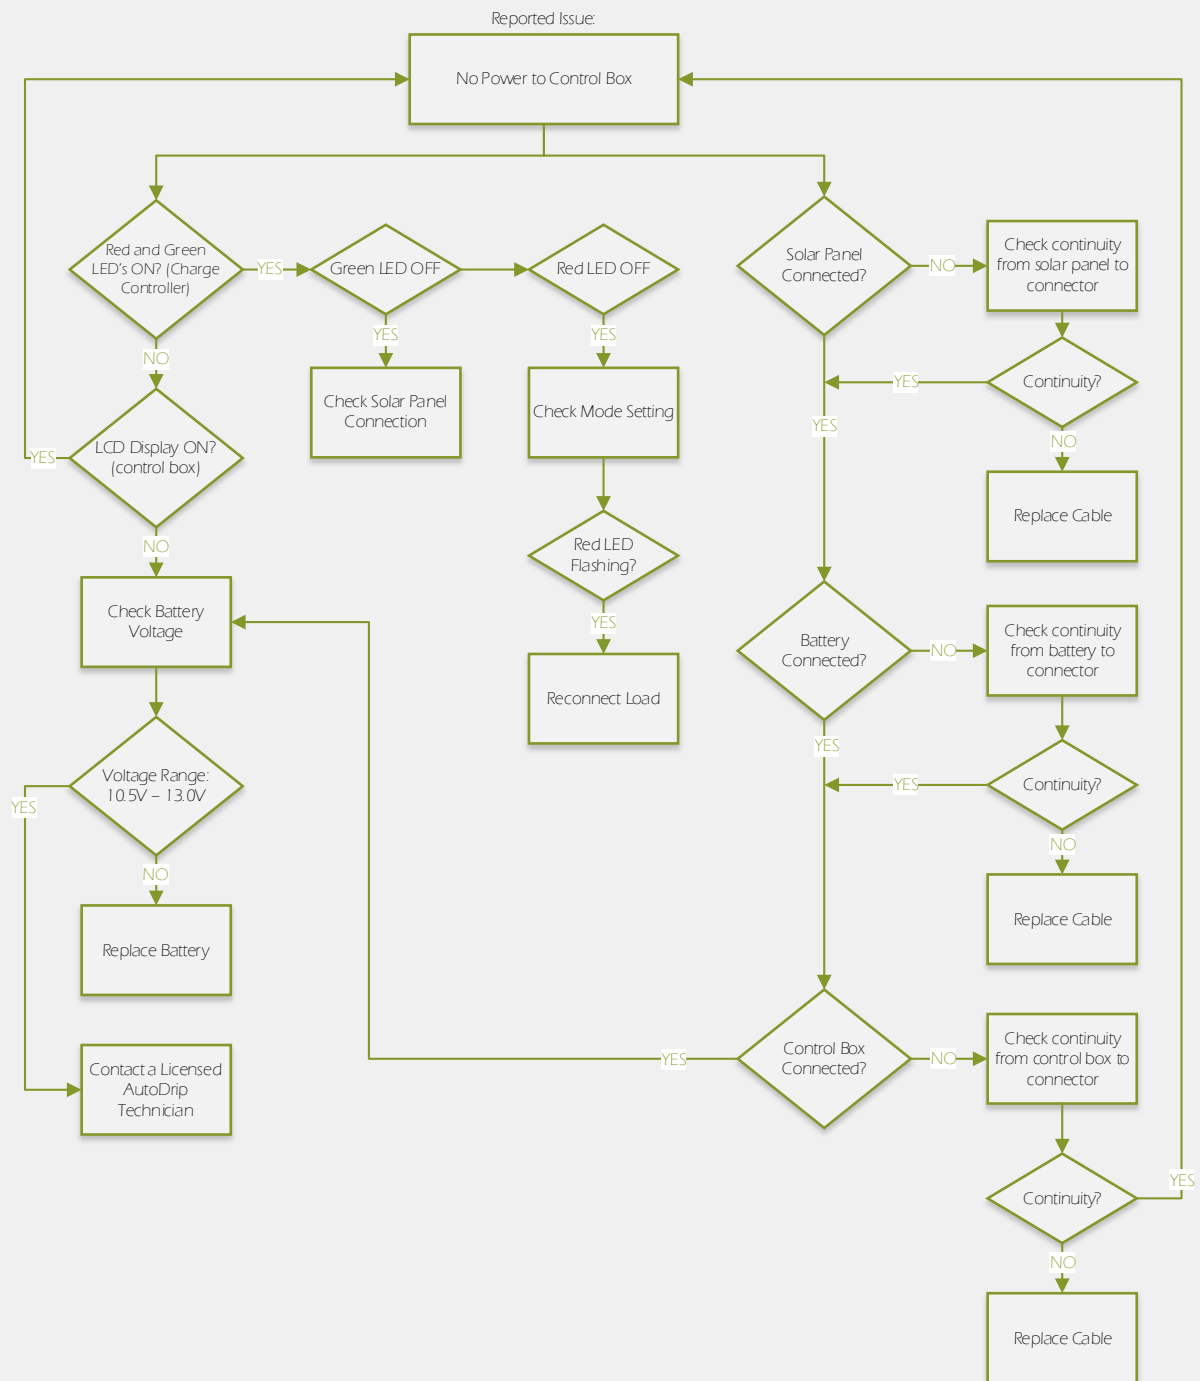 Reported Issue:
No Power to Control Box
Red and Green
LED's ON? (Charge
Controller)
YES
Green LED OFF
Red LED OFF
Solar Panel
Connected?
NO
Check continuity
from solar panel to
connector
YES
YES
NO
Continuity?
YES
Check Solar Panel
Connection
Check Mode Setting
YES
NO
LCD Display ON?
(control box)
YES
Replace Cable
NO
Red LED
Flashing?
Check Battery
Voltage
YES
Battery
Connected?
NO
Check continuity
from battery to
connector
Reconnect Load
YES
Voltage Range:
10.5V – 13.0V
YES
YES
Continuity?
NO
NO
Replace Battery
Replace Cable
Contact a Licensed
AutoDrip
Technician
YES
Control Box
Connected?
NO
Check continuity
from control box to
connector
Continuity?
YES
NO
Replace Cable